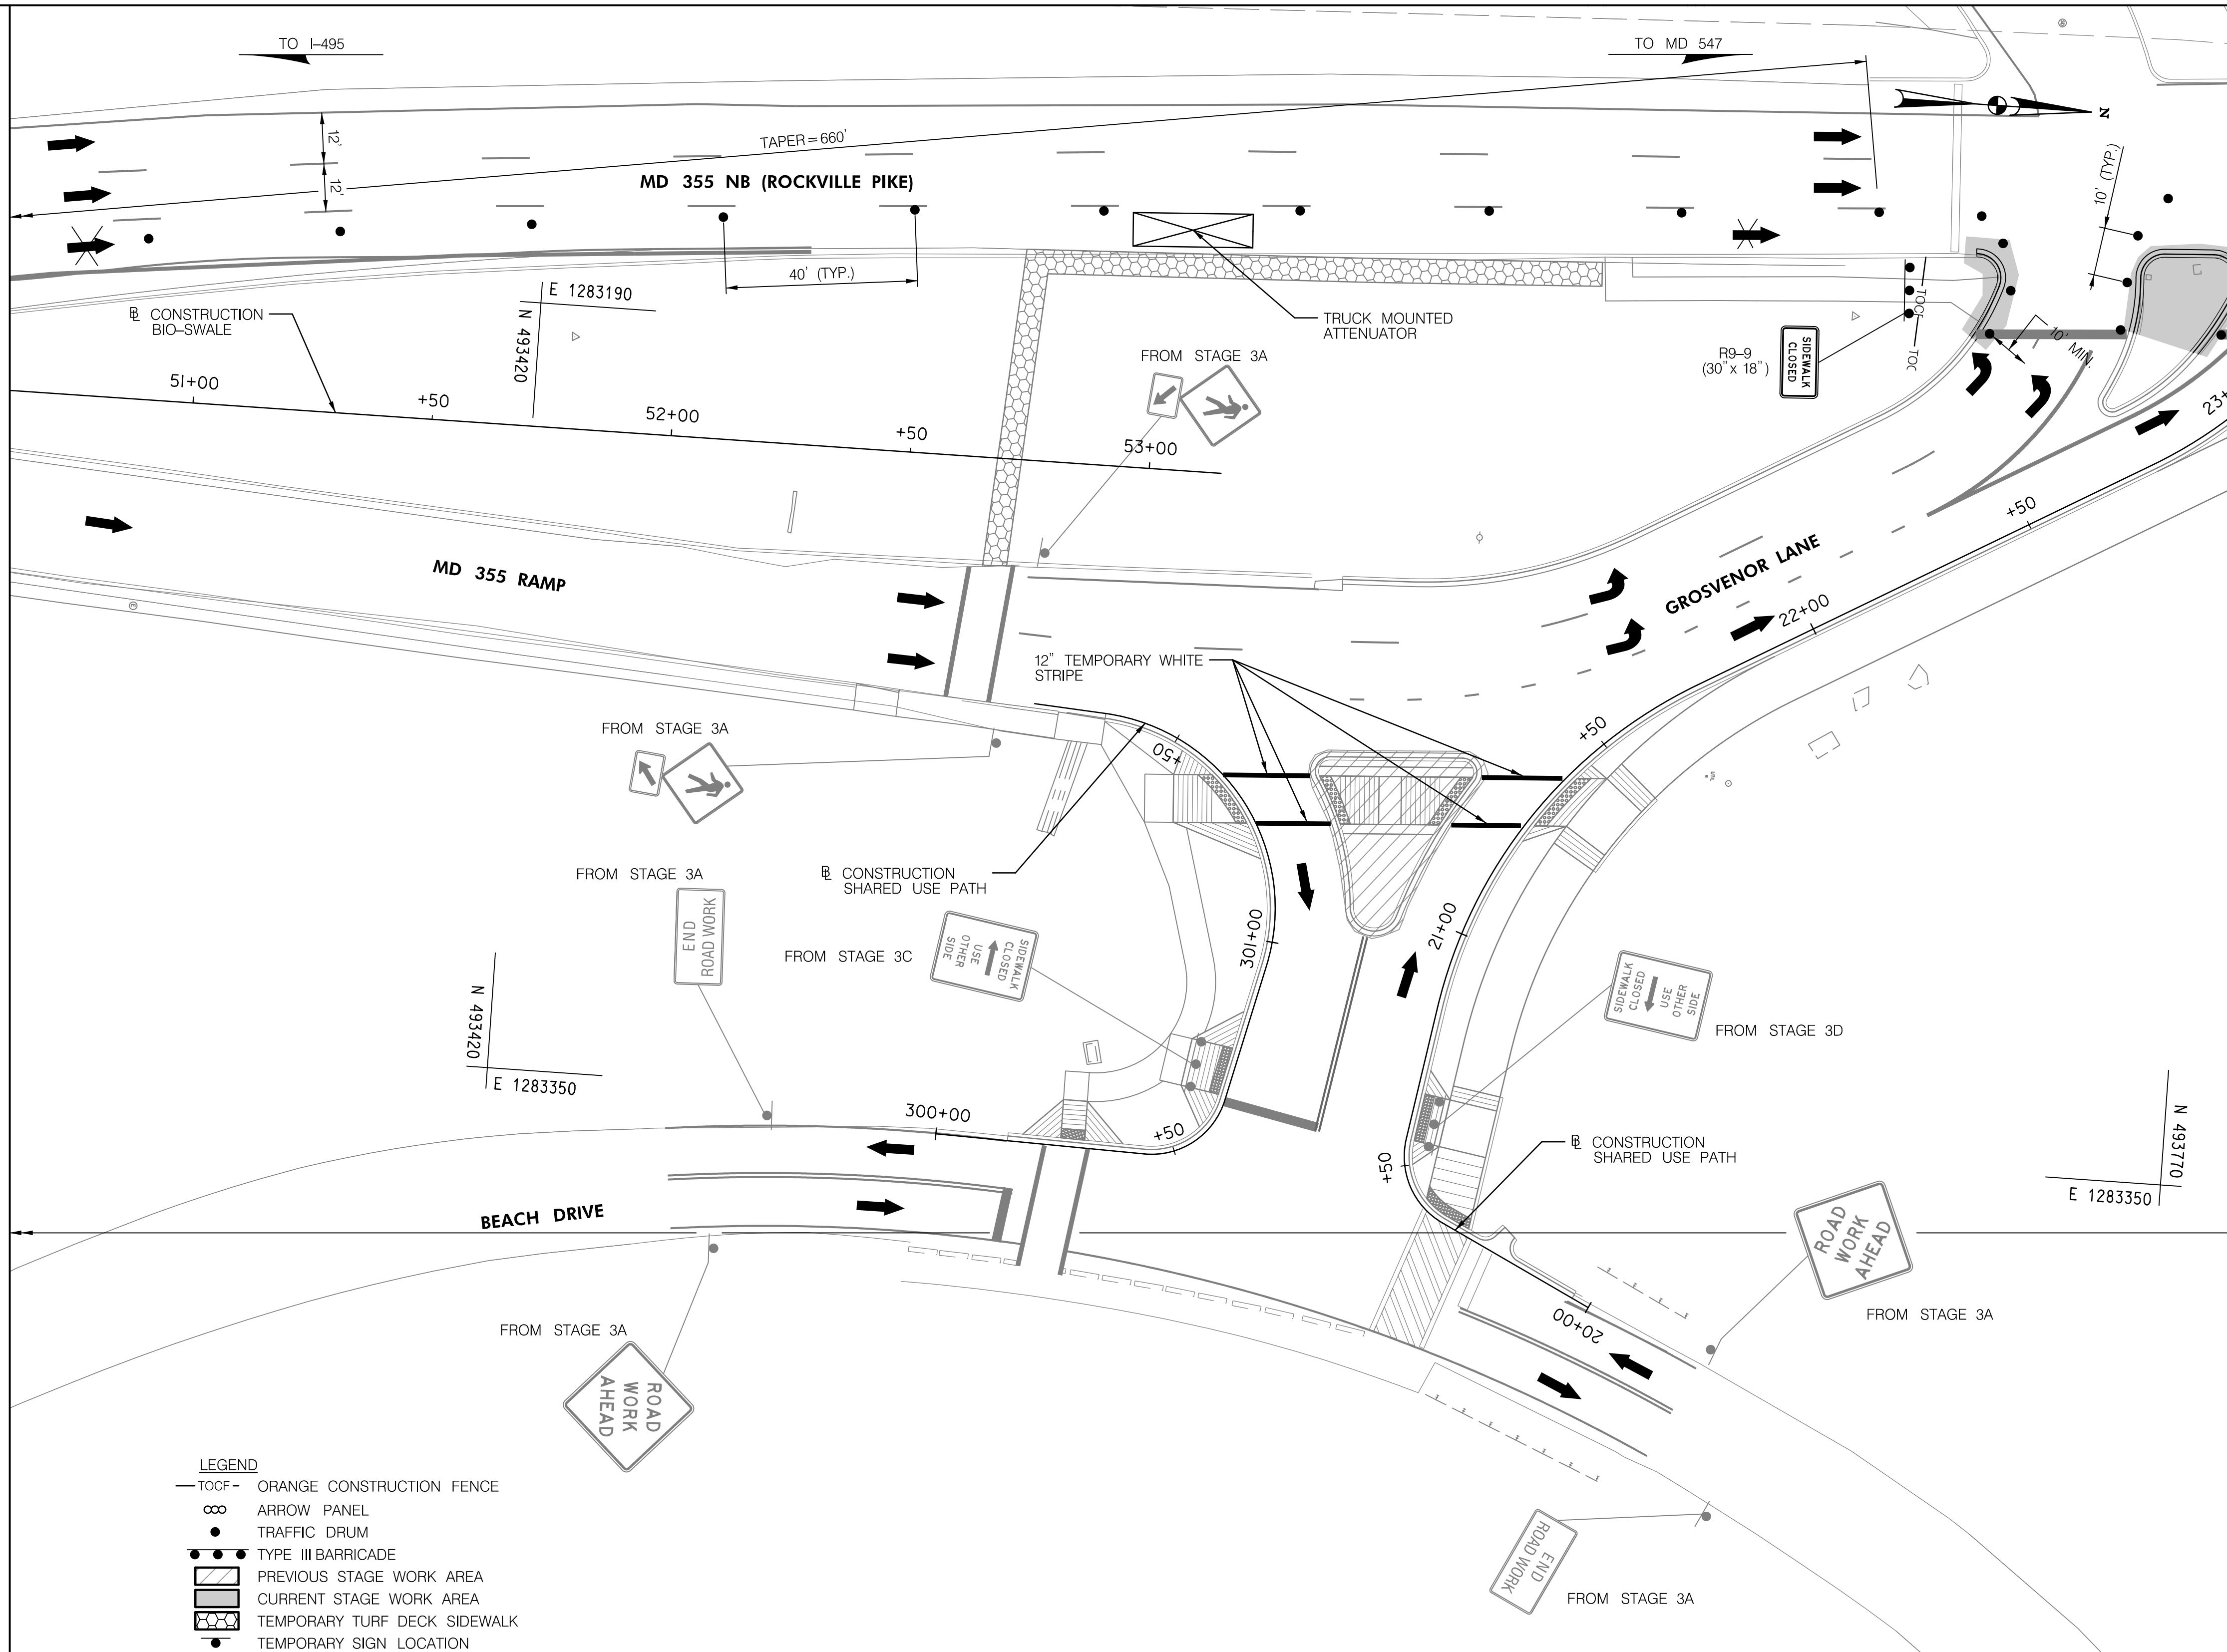 TO I-495
TO MD 547
N
12'
12'
TAPER=660'
MD 355 NB (ROCKVILLE PIKE)
10' (TYP.)
40' (TYP.)
E 1283190
N 493420
℄ CONSTRUCTION
BIO-SWALE
TRUCK MOUNTED
ATTENUATOR
FROM STAGE 3A
R9-9
(30" x 18")
SIDEWALK
CLOSED
TOCF
TOC
10' MIN.
51+00
+50
52+00
+50
53+00
23+
+50
MD 355 RAMP
GROSVENOR LANE
22+00
12" TEMPORARY WHITE
STRIPE
+50
+50
FROM STAGE 3A
FROM STAGE 3A
END
ROAD WORK
℄ CONSTRUCTION
SHARED USE PATH
FROM STAGE 3C
SIDEWALK
CLOSED
USE
OTHER
SIDE
301+00
21+00
SIDEWALK
CLOSED
USE
OTHER
SIDE
FROM STAGE 3D
N 493420
E 1283350
300+00
+50
+50
℄ CONSTRUCTION
SHARED USE PATH
N 493770
E 1283350
BEACH DRIVE
ROAD
WORK
AHEAD
FROM STAGE 3A
20+00
FROM STAGE 3A
ROAD
WORK
AHEAD
END
ROAD WORK
FROM STAGE 3A
LEGEND
TOCF - ORANGE CONSTRUCTION FENCE
ARROW PANEL
TRAFFIC DRUM
TYPE III BARRICADE
PREVIOUS STAGE WORK AREA
CURRENT STAGE WORK AREA
TEMPORARY TURF DECK SIDEWALK
TEMPORARY SIGN LOCATION